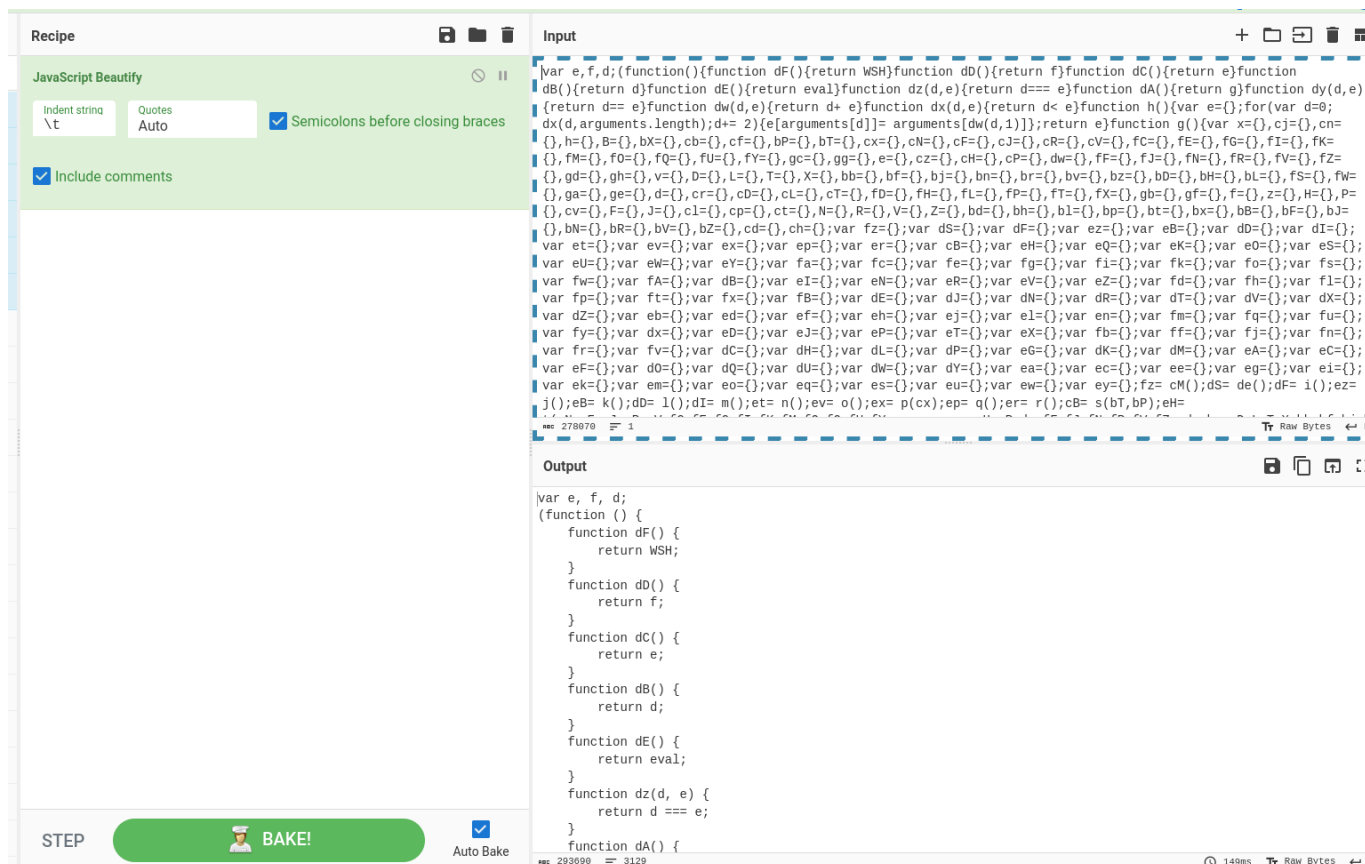 Recipe
JavaScript Beautify
Indent string
\t
Quotes
Auto
Semicolons before closing braces
Include comments
STEP
BAKE!
Auto Bake
Input
var e,f,d;(function(){function dF(){return WSH}function dD(){return f}function dC(){return e}function
dB(){return d}function dE(){return eval}function dz(d,e){return d=== e}function dA(){return g}function dy(d,e)
{return d== e}function dw(d,e){return d+ e}function dx(d,e){return d< e}function h(){var e={};for(var d=0;
dx(d,arguments.length);d+= 2){e[arguments[d]]= arguments[dw(d,1)]};return e}function g(){var x={},cj={},cn=
{},h={},B={},bX={},cb={},cf={},bP={},bT={},cx={},cN={},cF={},cJ={},cR={},cV={},fC={},fE={},fG={},fI={},fK=
{},fM={},fO={},fQ={},fU={},fY={},gc={},gg={},e={},cz={},cH={},cP={},dw={},fF={},fJ={},fN={},fR={},fV={},fZ=
{},gd={},gh={},v={},D={},L={},T={},X={},bb={},bf={},bj={},bn={},br={},bv={},bz={},bD={},bH={},bL={},fS={},fW=
{},ga={},ge={},d={},cr={},cD={},cL={},cT={},fD={},fH={},fL={},fP={},fT={},fX={},gb={},gf={},f={},z={},H={},P=
{},cv={},F={},J={},cl={},cp={},ct={},N={},R={},V={},Z={},bd={},bh={},bl={},bp={},bt={},bx={},bB={},bF={},bJ=
{},bN={},bR={},bV={},bZ={},cd={},ch={};var fz={};var dS={};var dF={};var ez={};var eB={};var dD={};var dI={};
var et={};var ev={};var ex={};var ep={};var er={};var cB={};var eH={};var eQ={};var eK={};var eO={};var eS={};
var eU={};var eW={};var eY={};var fa={};var fc={};var fe={};var fg={};var fi={};var fk={};var fo={};var fs={};
var fw={};var fA={};var dB={};var eI={};var eN={};var eR={};var eV={};var eZ={};var fd={};var fh={};var fl={};
var fp={};var ft={};var fx={};var fB={};var dE={};var dJ={};var dN={};var dR={};var dT={};var dV={};var dX={};
var dZ={};var eb={};var ed={};var ef={};var eh={};var ej={};var el={};var en={};var fm={};var fq={};var fu={};
var fy={};var dx={};var eD={};var eJ={};var eP={};var eT={};var eX={};var fb={};var ff={};var fj={};var fn={};
var fr={};var fv={};var dC={};var dH={};var dL={};var dP={};var eG={};var dK={};var dM={};var eA={};var eC={};
var eF={};var dO={};var dQ={};var dU={};var dW={};var dY={};var ea={};var ec={};var ee={};var eg={};var ei={};
var ek={};var em={};var eo={};var eq={};var es={};var eu={};var ew={};var ey={};fz= cM();dS= de();dF= i();ez=
j();eB= k();dD= l();dI= m();et= n();ev= o();ex= p(cx);ep= q();er= r();cB= s(bT,bP);eH=
ABC 278070 1
Raw Bytes
Output
var e, f, d;
(function () {
function dF() {
return WSH;
}
function dD() {
return f;
}
function dC() {
return e;
}
function dB() {
return d;
}
function dE() {
return eval;
}
function dz(d, e) {
return d === e;
}
function dA() {
ABC 293690 3129
149ms Raw Bytes